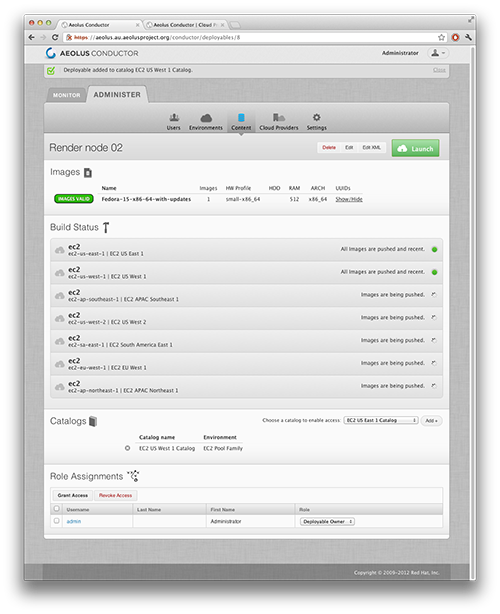 Aeolus Conductor
Aeolus Conductor | Cloud P
https://aeolus.au.aeolusproject.org/conductor/deployables/8
AEOLUS CONDUCTOR
Administrator
Deployable added to catalog EC2 US West 1 Catalog.
Close
MONITOR
ADMINISTER
Users
Environments
Content
Cloud Providers
Settings
Render node 02
Delete
Edit
Edit XML
Launch
Images
Name Images HW Profile HDD RAM ARCH UUIDs
IMAGES VALID Fedora-15-x86-64-with-updates 1 small-x86_64 512 x86_64 Show/Hide
Build Status
ec2
ec2-us-east-1 | EC2 US East 1
All Images are pushed and recent.
ec2
ec2-us-west-1 | EC2 US West 1
All Images are pushed and recent.
ec2
ec2-ap-southeast-1 | EC2 APAC Southeast 1
Images are being pushed.
ec2
ec2-us-west-2 | EC2 US West 2
Images are being pushed.
ec2
ec2-sa-east-1 | EC2 South America East 1
Images are being pushed.
ec2
ec2-eu-west-1 | EC2 EU West 1
Images are being pushed.
ec2
ec2-ap-northeast-1 | EC2 APAC Northeast 1
Images are being pushed.
Catalogs
Choose a catalog to enable access:
EC2 US East 1 Catalog
Add +
Catalog name Environment
EC2 US West 1 Catalog EC2 Pool Family
Role Assignments
Grant Access
Revoke Access
Username Last Name First Name Role
admin Administrator Deployable Owner
Copyright © 2009-2012 Red Hat, Inc.